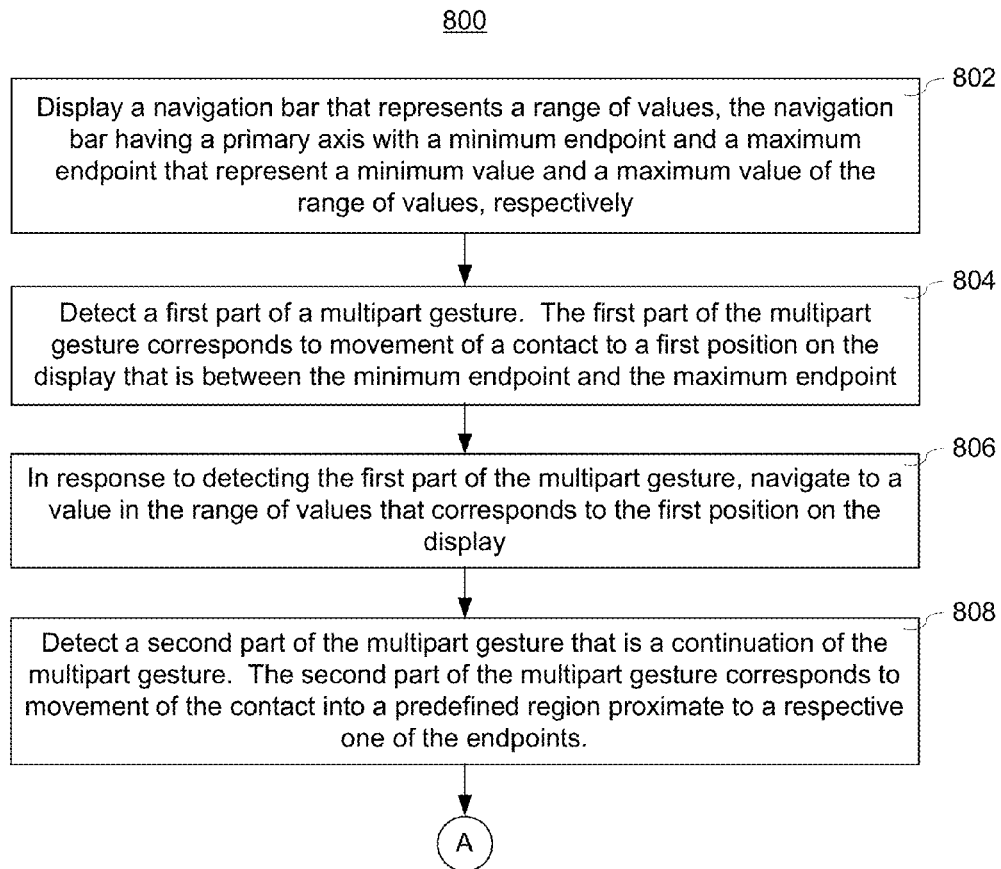 800
802
Display a navigation bar that represents a range of values, the navigation
bar having a primary axis with a minimum endpoint and a maximum
endpoint that represent a minimum value and a maximum value of the
range of values, respectively
804
Detect a first part of a multipart gesture.  The first part of the multipart
gesture corresponds to movement of a contact to a first position on the
display that is between the minimum endpoint and the maximum endpoint
806
In response to detecting the first part of the multipart gesture, navigate to a
value in the range of values that corresponds to the first position on the
display
808
Detect a second part of the multipart gesture that is a continuation of the
multipart gesture.  The second part of the multipart gesture corresponds to
movement of the contact into a predefined region proximate to a respective
one of the endpoints.
A